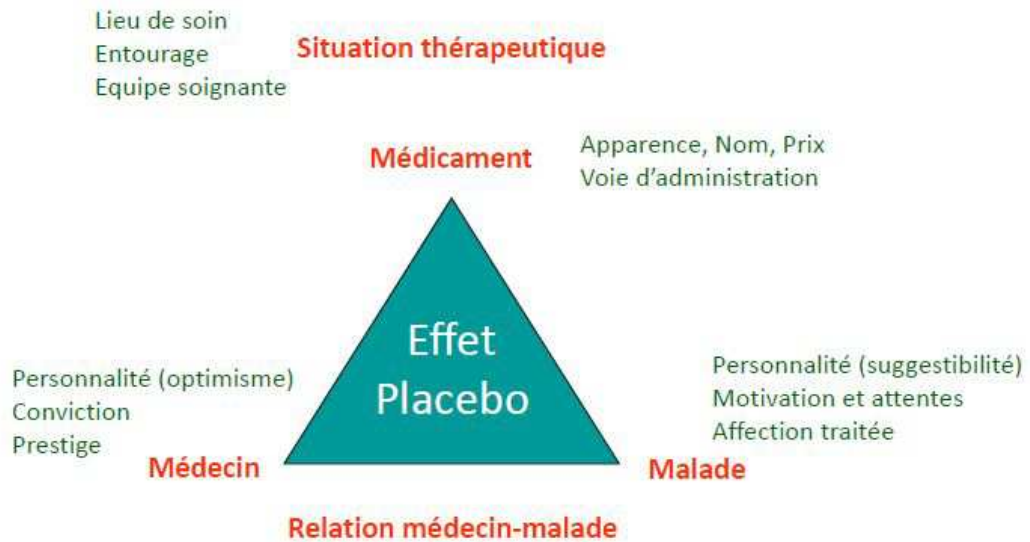 Lieu de soin
Entourage
Equipe soignante
Situation thérapeutique
Médicament
Apparence, Nom, Prix
Voie d'administration
Effet
Placebo
Personnalité (optimisme)
Conviction
Prestige
Médecin
Personnalité (suggestibilité)
Motivation et attentes
Affection traitée
Malade
Relation médecin-malade